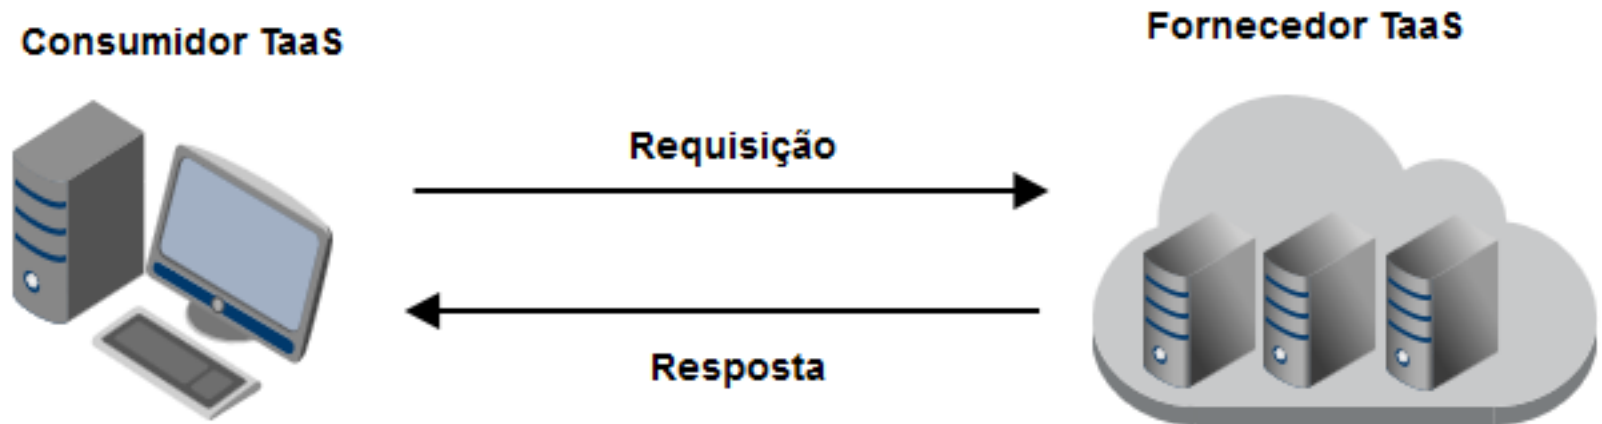 Consumidor TaaS
Fornecedor TaaS
Requisição
Resposta